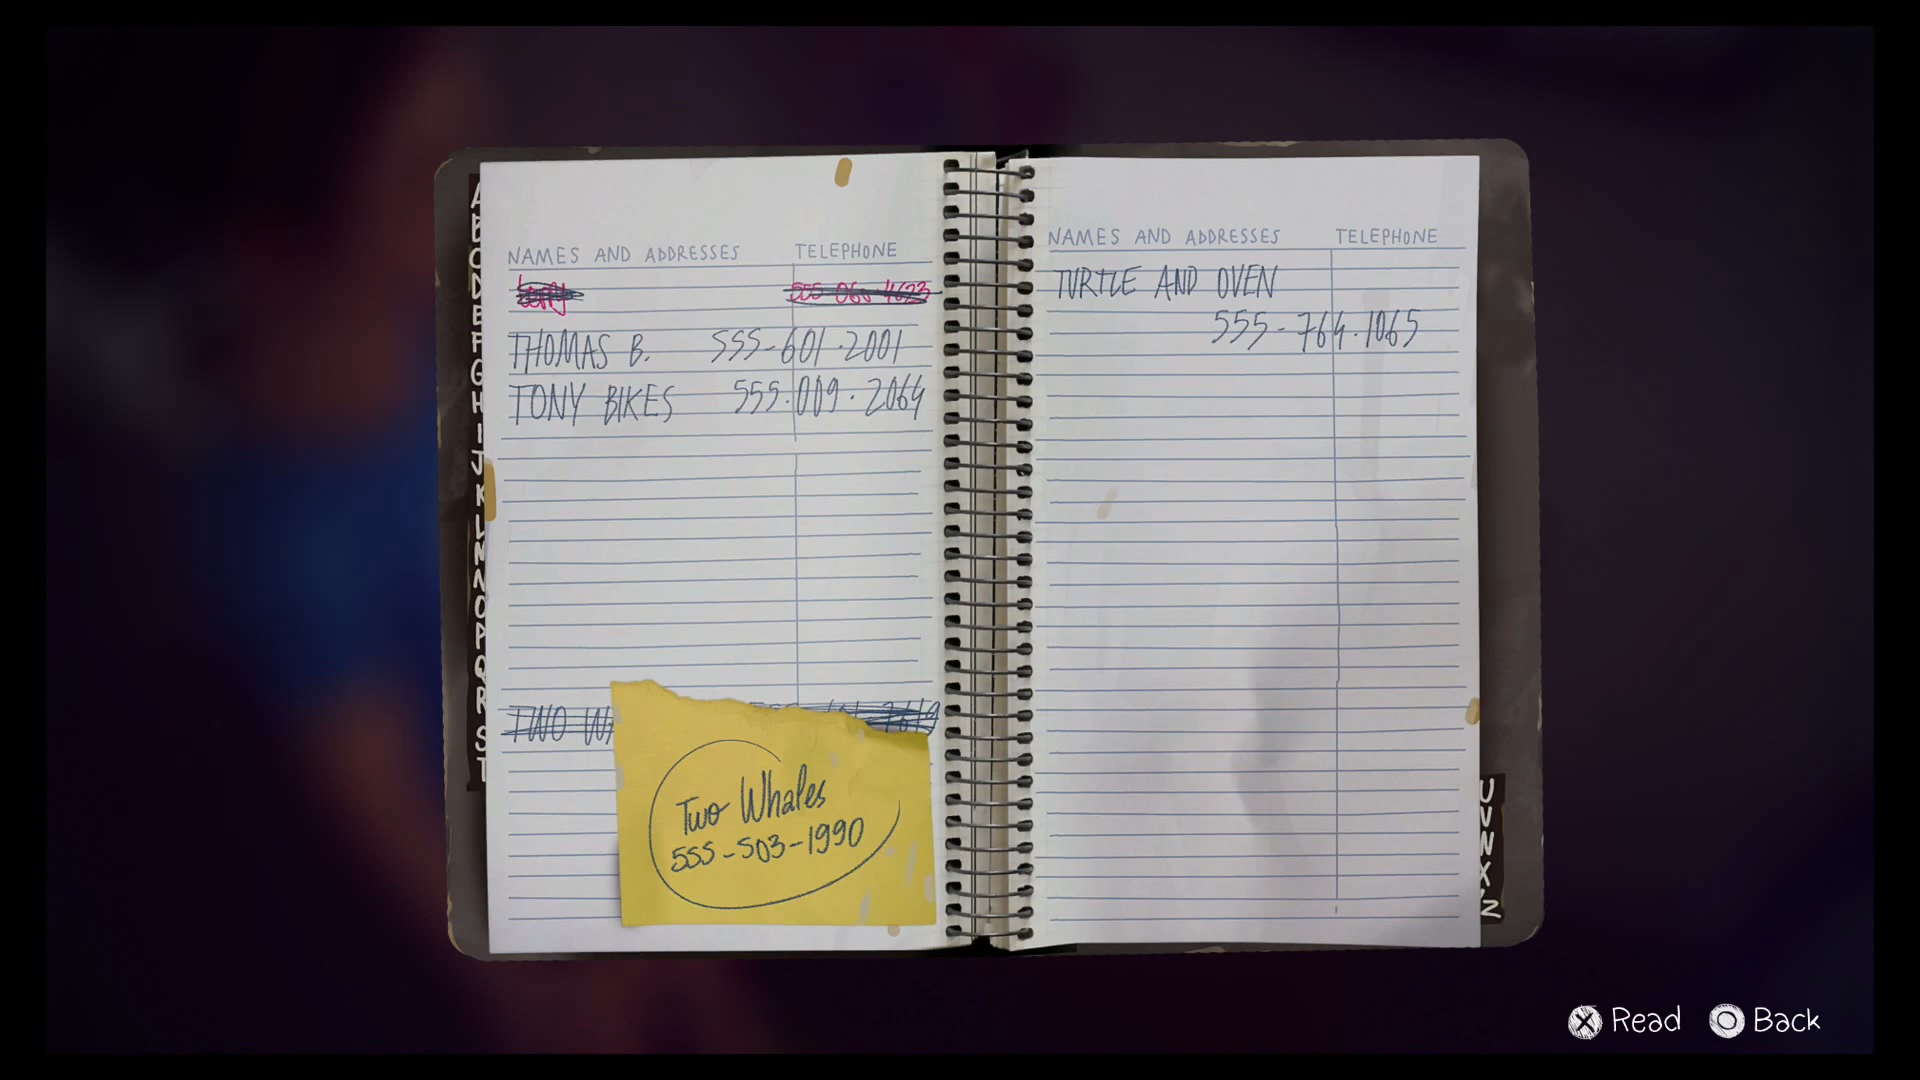 A
B
C
D
E
F
G
H
I
J
K
L
N
O
P
Q
R
S
T
NAMES AND ADDRESSES TELEPHONE
THOMAS B. 555-601-2001
TONY BIKES 555.009.2064
TWO
Two Whales
555-503-1990
NAMES AND ADDRESSES TELEPHONE
TURTLE AND OVEN
555-764.1065
U
V
W
X
Z
Read Back